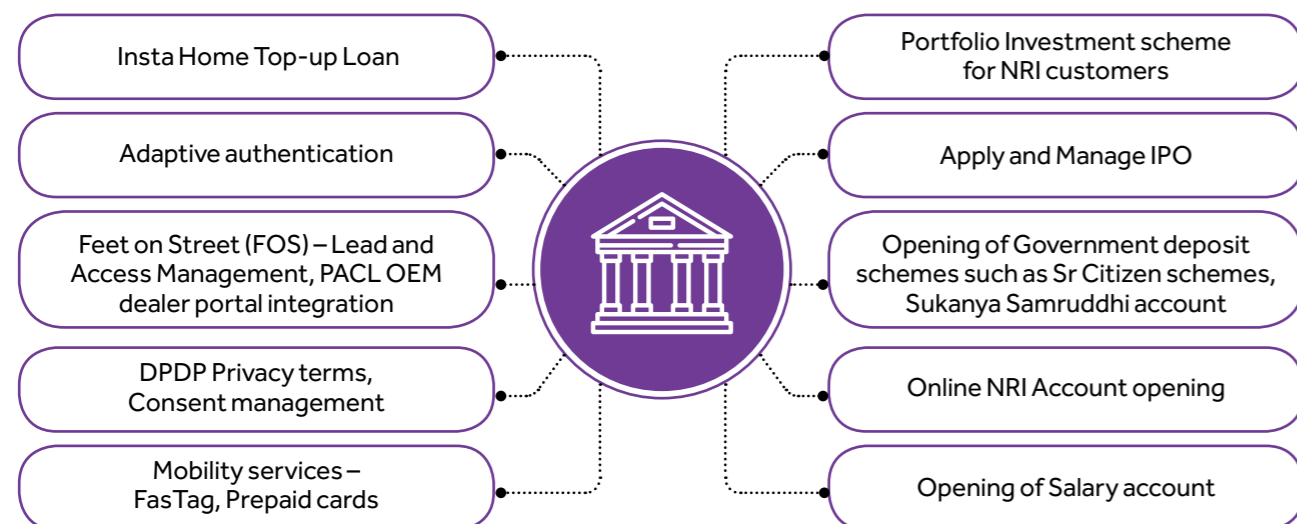 Insta Home Top-up Loan
Adaptive authentication
Feet on Street (FOS) – Lead and
Access Management, PACL OEM
dealer portal integration
DPDP Privacy terms,
Consent management
Mobility services –
FasTag, Prepaid cards
Portfolio Investment scheme
for NRI customers
Apply and Manage IPO
Opening of Government deposit
schemes such as Sr Citizen schemes,
Sukanya Samruddhi account
Online NRI Account opening
Opening of Salary account